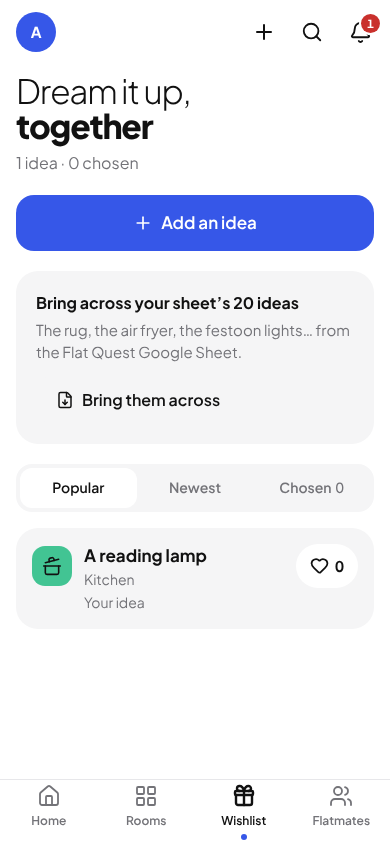 A
1
Dream it up,
together
1 idea · 0 chosen
Add an idea
Bring across your sheet’s 20 ideas
The rug, the air fryer, the festoon lights… from
the Flat Quest Google Sheet.
Bring them across
Popular
Newest
Chosen 0
A reading lamp
Kitchen
Your idea
0
Home
Rooms
Wishlist
Flatmates